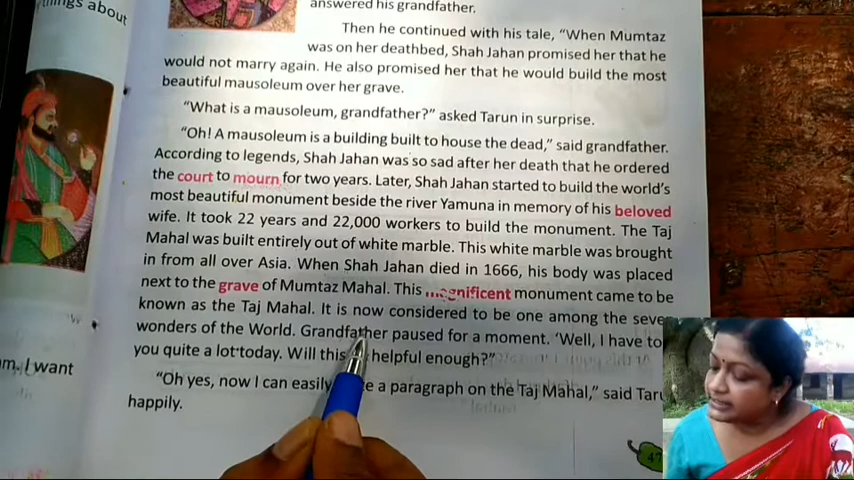 things about
answered his grandfather.
Then he continued with his tale, “When Mumtaz
was on her deathbed, Shah Jahan promised her that he
would not marry again. He also promised her that he would build the most
beautiful mausoleum over her grave.
“What is a mausoleum, grandfather?” asked Tarun in surprise.
“Oh! A mausoleum is a building built to house the dead,” said grandfather.
According to legends, Shah Jahan was so sad after her death that he ordered
the court to mourn for two years. Later, Shah Jahan started to build the world’s
most beautiful monument beside the river Yamuna in memory of his beloved
wife. It took 22 years and 22,000 workers to build the monument. The Taj
Mahal was built entirely out of white marble. This white marble was brought
in from all over Asia. When Shah Jahan died in 1666, his body was placed
next to the grave of Mumtaz Mahal. This magnificent monument came to be
known as the Taj Mahal. It is now considered to be one among the seven
wonders of the World. Grandfather paused for a moment. ‘Well, I have to
you quite a lot today. Will this helpful enough?”
am, I want
“Oh yes, now I can easily a paragraph on the Taj Mahal,” said Taru
happily.
47